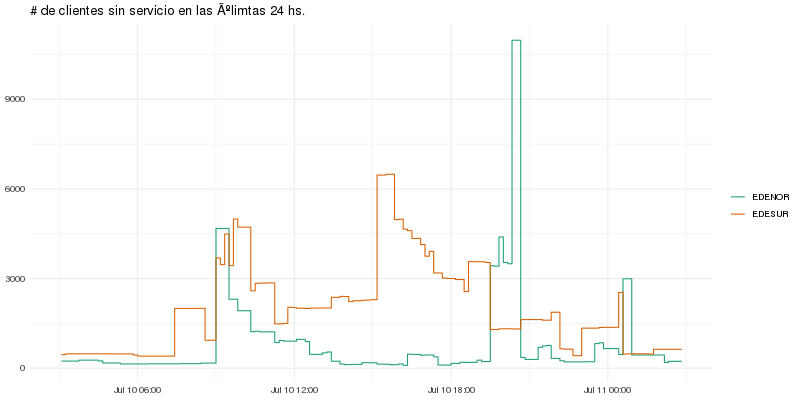 # de clientes sin servicio en las Ãºlimtas 24 hs.
9000
6000
3000
0
Jul 10 06:00
Jul 10 12:00
Jul 10 18:00
Jul 11 00:00
EDENOR
EDESUR